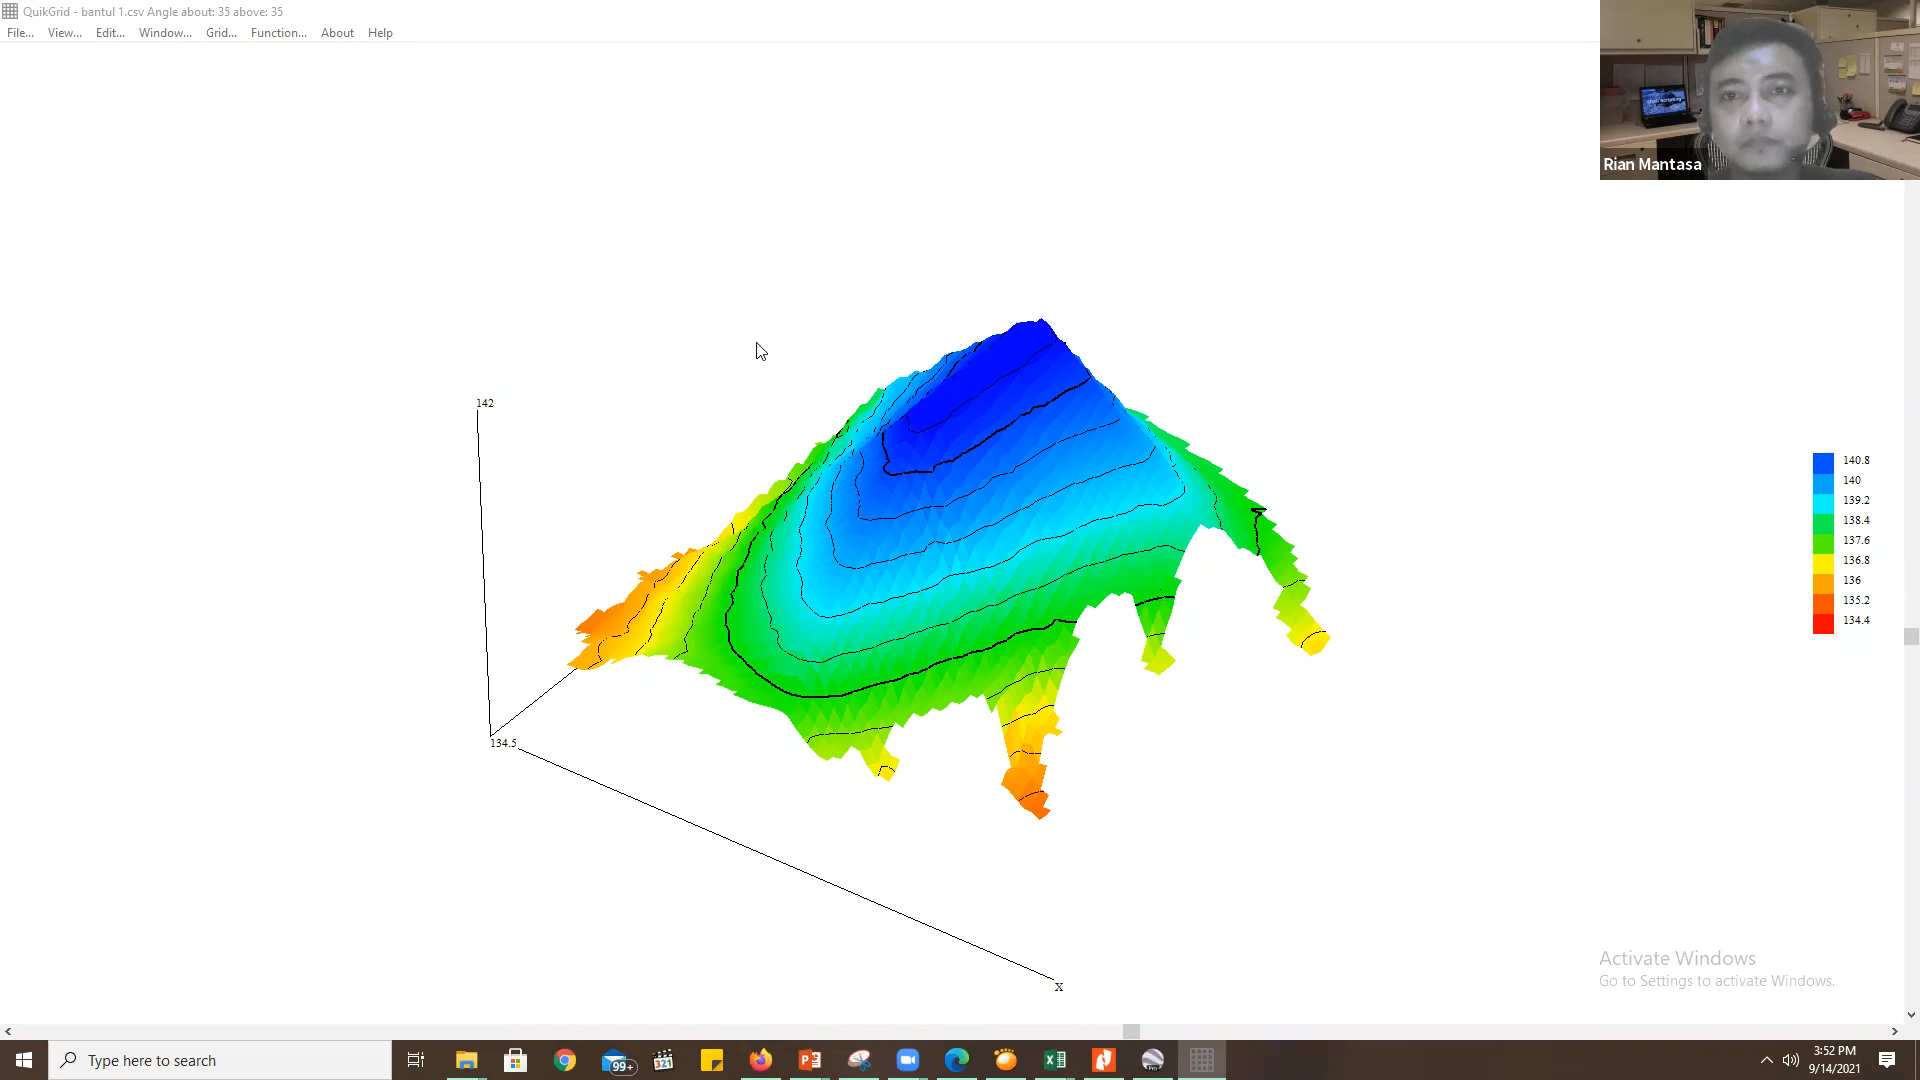 QuikGrid - bantul 1.csv Angle about: 35 above: 35
File... View... Edit... Window... Grid... Function... About Help
Rian Mantasa
142
134.5
X
140.8
140
139.2
138.4
137.6
136.8
136
135.2
134.4
Activate Windows
Go to Settings to activate Windows.
Type here to search
99+
321
3:52 PM
9/14/2021